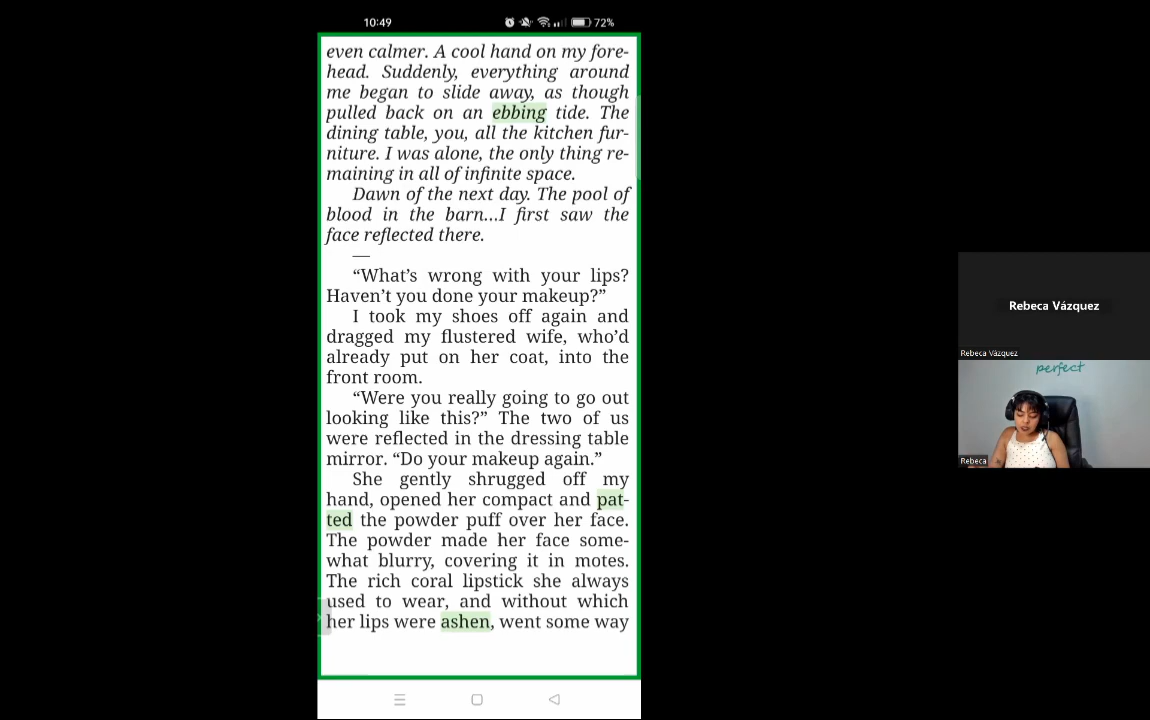 10:49
72%
even calmer. A cool hand on my fore-
head. Suddenly, everything around
me began to slide away, as though
pulled back on an ebbing tide. The
dining table, you, all the kitchen fur-
niture. I was alone, the only thing re-
maining in all of infinite space.
Dawn of the next day. The pool of
blood in the barn…I first saw the
face reflected there.
—
“What’s wrong with your lips?
Haven’t you done your makeup?”
I took my shoes off again and
dragged my flustered wife, who’d
already put on her coat, into the
front room.
“Were you really going to go out
looking like this?” The two of us
were reflected in the dressing table
mirror. “Do your makeup again.”
She gently shrugged off my
hand, opened her compact and pat-
ted the powder puff over her face.
The powder made her face some-
what blurry, covering it in motes.
The rich coral lipstick she always
used to wear, and without which
her lips were ashen, went some way
Rebeca Vázquez
Rebeca Vázquez
perfect
Rebeca